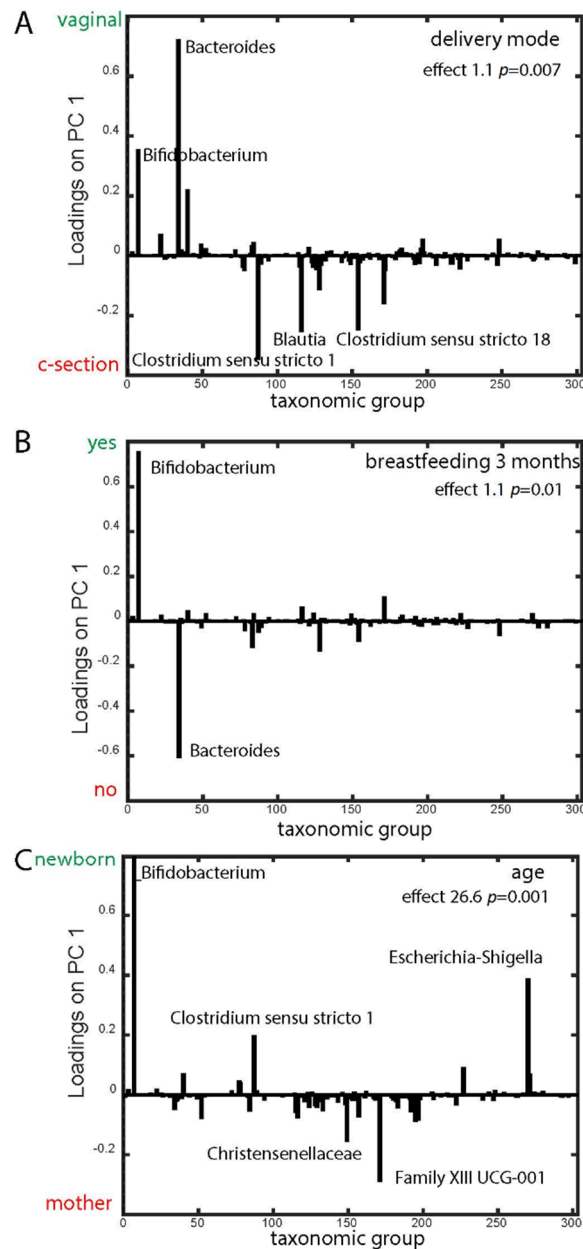 A
vaginal
Bacteroides
delivery mode
effect 1.1 p=0.007
0.6
0.4
Bifidobacterium
0.2
0
-0.2
Loadings on PC 1
Blautia
Clostridium sensu stricto 18
Clostridium sensu stricto 1
c-section
0 50 100 150 200 250 300
taxonomic group
B
yes
Bifidobacterium
breastfeeding 3 months
effect 1.1 p=0.01
0.6
0.4
0.2
0
-0.2
-0.4
-0.6
Loadings on PC 1
Bacteroides
no
0 50 100 150 200 250 300
taxonomic group
C
newborn
Bifidobacterium
age
effect 26.6 p=0.001
0.6
Escherichia-Shigella
0.4
Clostridium sensu stricto 1
0.2
0
-0.2
Loadings on PC 1
Christensenellaceae
Family XIII UCG-001
mother
0 50 100 150 200 250 300
taxonomic group